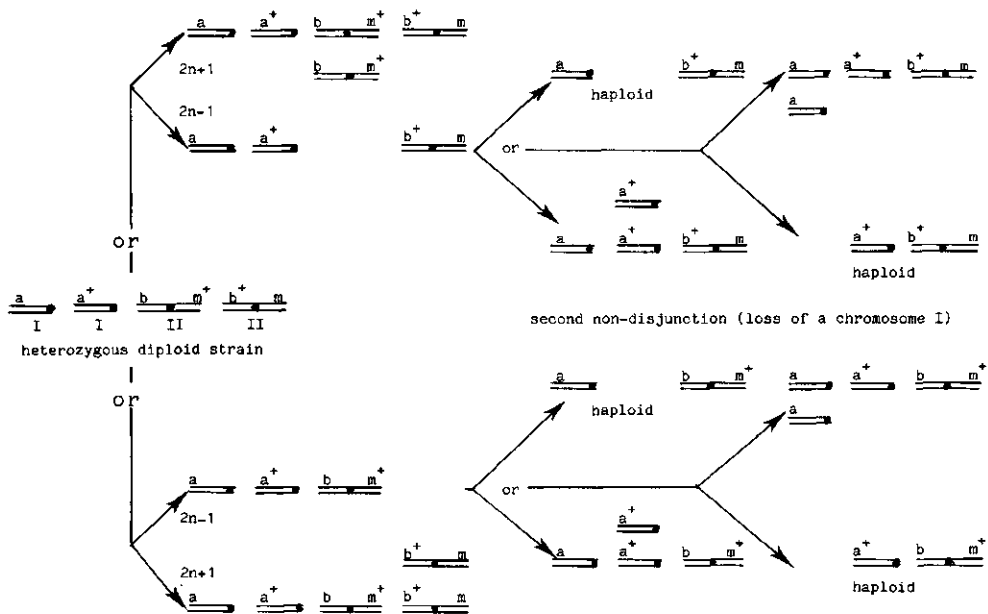 a a+ b m+ b+ m
2n+1 b m+
2n-1
a a+ b+ m
a b+ m+ a a+ b+ m
haploid
a
or
a+
a a+ b+ m a+ b+ m
haploid
or
a a+ b m+ b+ m
I I II II
heterozygous diploid strain
second non-disjunction (loss of a chromosome I)
or
a b m+ a a+ b m+
haploid
a
a a+ b m+
2n-1
or
a+
b+ m
a a+ b m+ a+ b m+
haploid
2n+1
a a+ b m+ b+ m